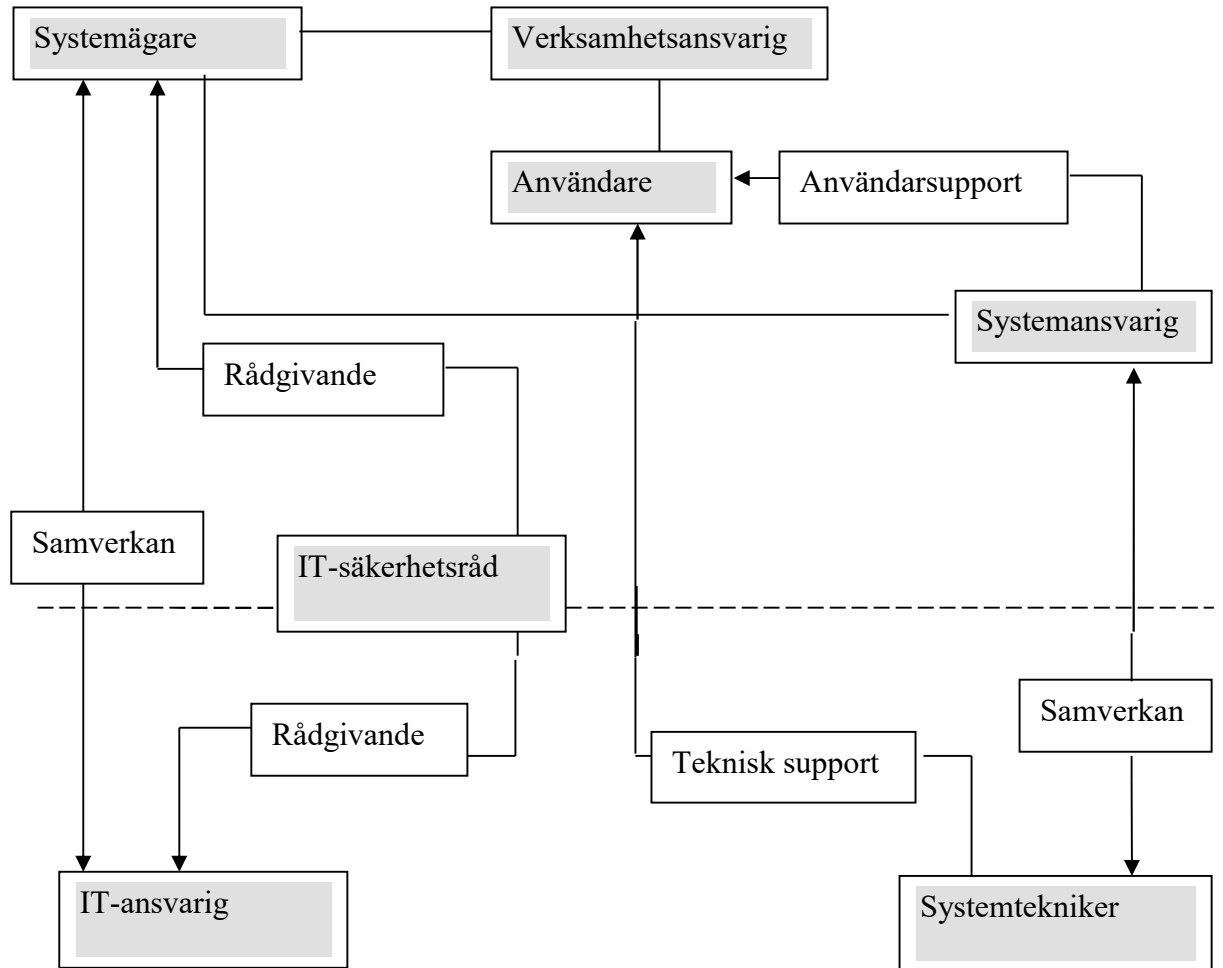 Systemägare
Verksamhetsansvarig
Användare
Användarsupport
Systemansvarig
Rådgivande
Samverkan
IT-säkerhetsråd
Samverkan
Rådgivande
Teknisk support
IT-ansvarig
Systemtekniker